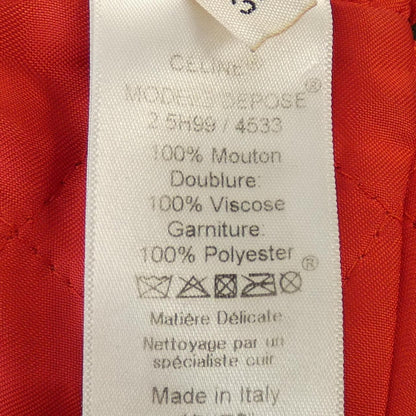 CELINE®
MODELE DEPOSE®
2 5H99 / 4533
100% Mouton
Doublure:
100% Viscose
Garniture:
100% Polyester
®
Matière Délicate
Nettoyage par un
spécialiste cuir
Made in Italy